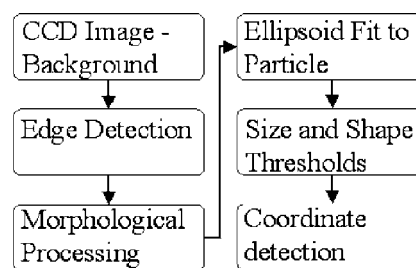 CCD Image -
Background
Edge Detection
Morphological
Processing
Ellipsoid Fit to
Particle
Size and Shape
Thresholds
Coordinate
detection